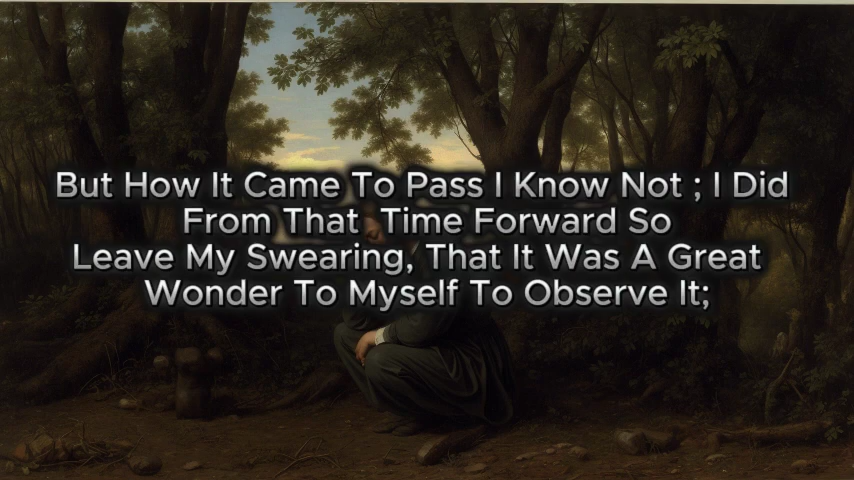 But How It Came To Pass I Know Not ; I Did
From That Time Forward So
Leave My Swearing, That It Was A Great
Wonder To Myself To Observe It;